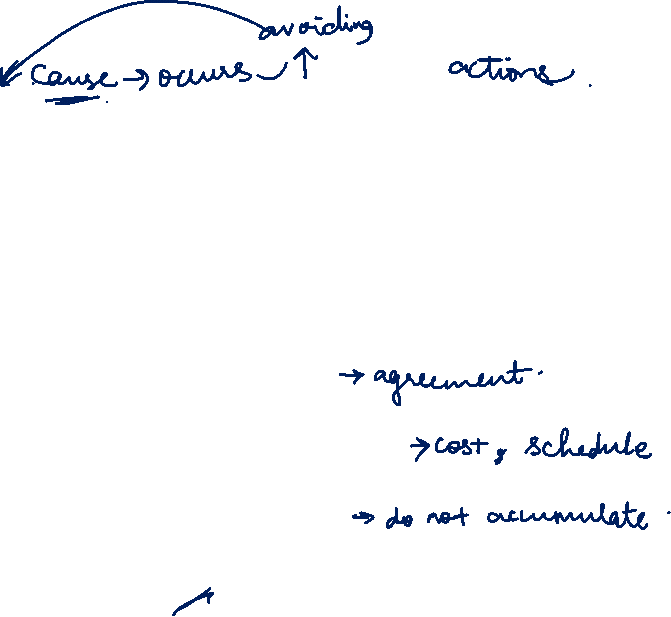 avoiding
cause → occurs ↑ actions.
→ agreement.
→ cost, schedule
→ do not accumulate.